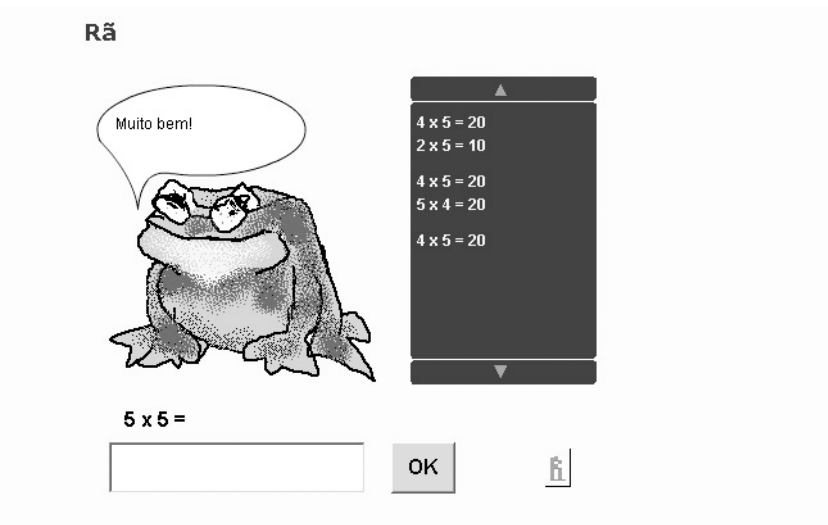 Rã
Muito bem!
4 x 5 = 20
2 x 5 = 10
4 x 5 = 20
5 x 4 = 20
4 x 5 = 20
5 x 5 =
OK